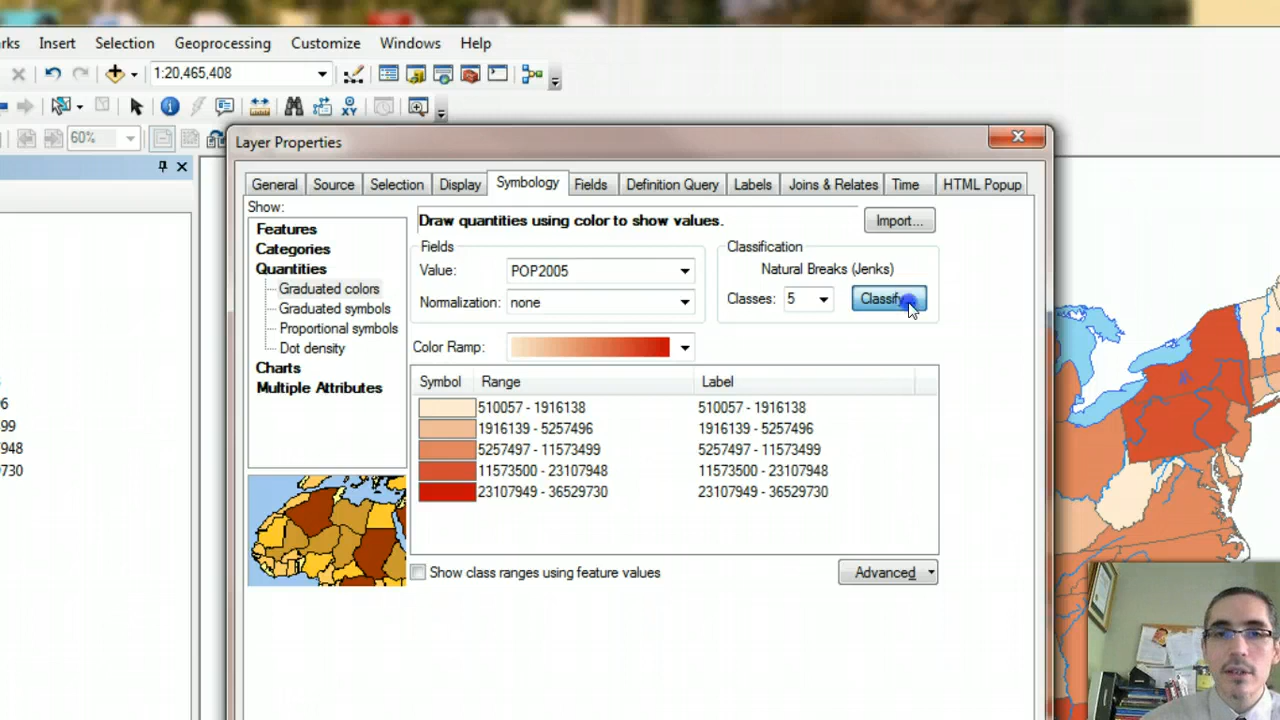 rks Insert Selection Geoprocessing Customize Windows Help
1:20,465,408
60%
Layer Properties
General Source Selection Display Symbology Fields Definition Query Labels Joins & Relates Time HTML Popup
Show:
Features
Categories
Quantities
Graduated colors
Graduated symbols
Proportional symbols
Dot density
Charts
Multiple Attributes
Draw quantities using color to show values.
Import...
Fields
Value: POP2005
Normalization: none
Classification
Natural Breaks (Jenks)
Classes: 5
Classify...
Color Ramp:
Symbol Range Label
510057 - 1916138 510057 - 1916138
1916139 - 5257496 1916139 - 5257496
5257497 - 11573499 5257497 - 11573499
11573500 - 23107948 11573500 - 23107948
23107949 - 36529730 23107949 - 36529730
Show class ranges using feature values
Advanced
6
99
948
730